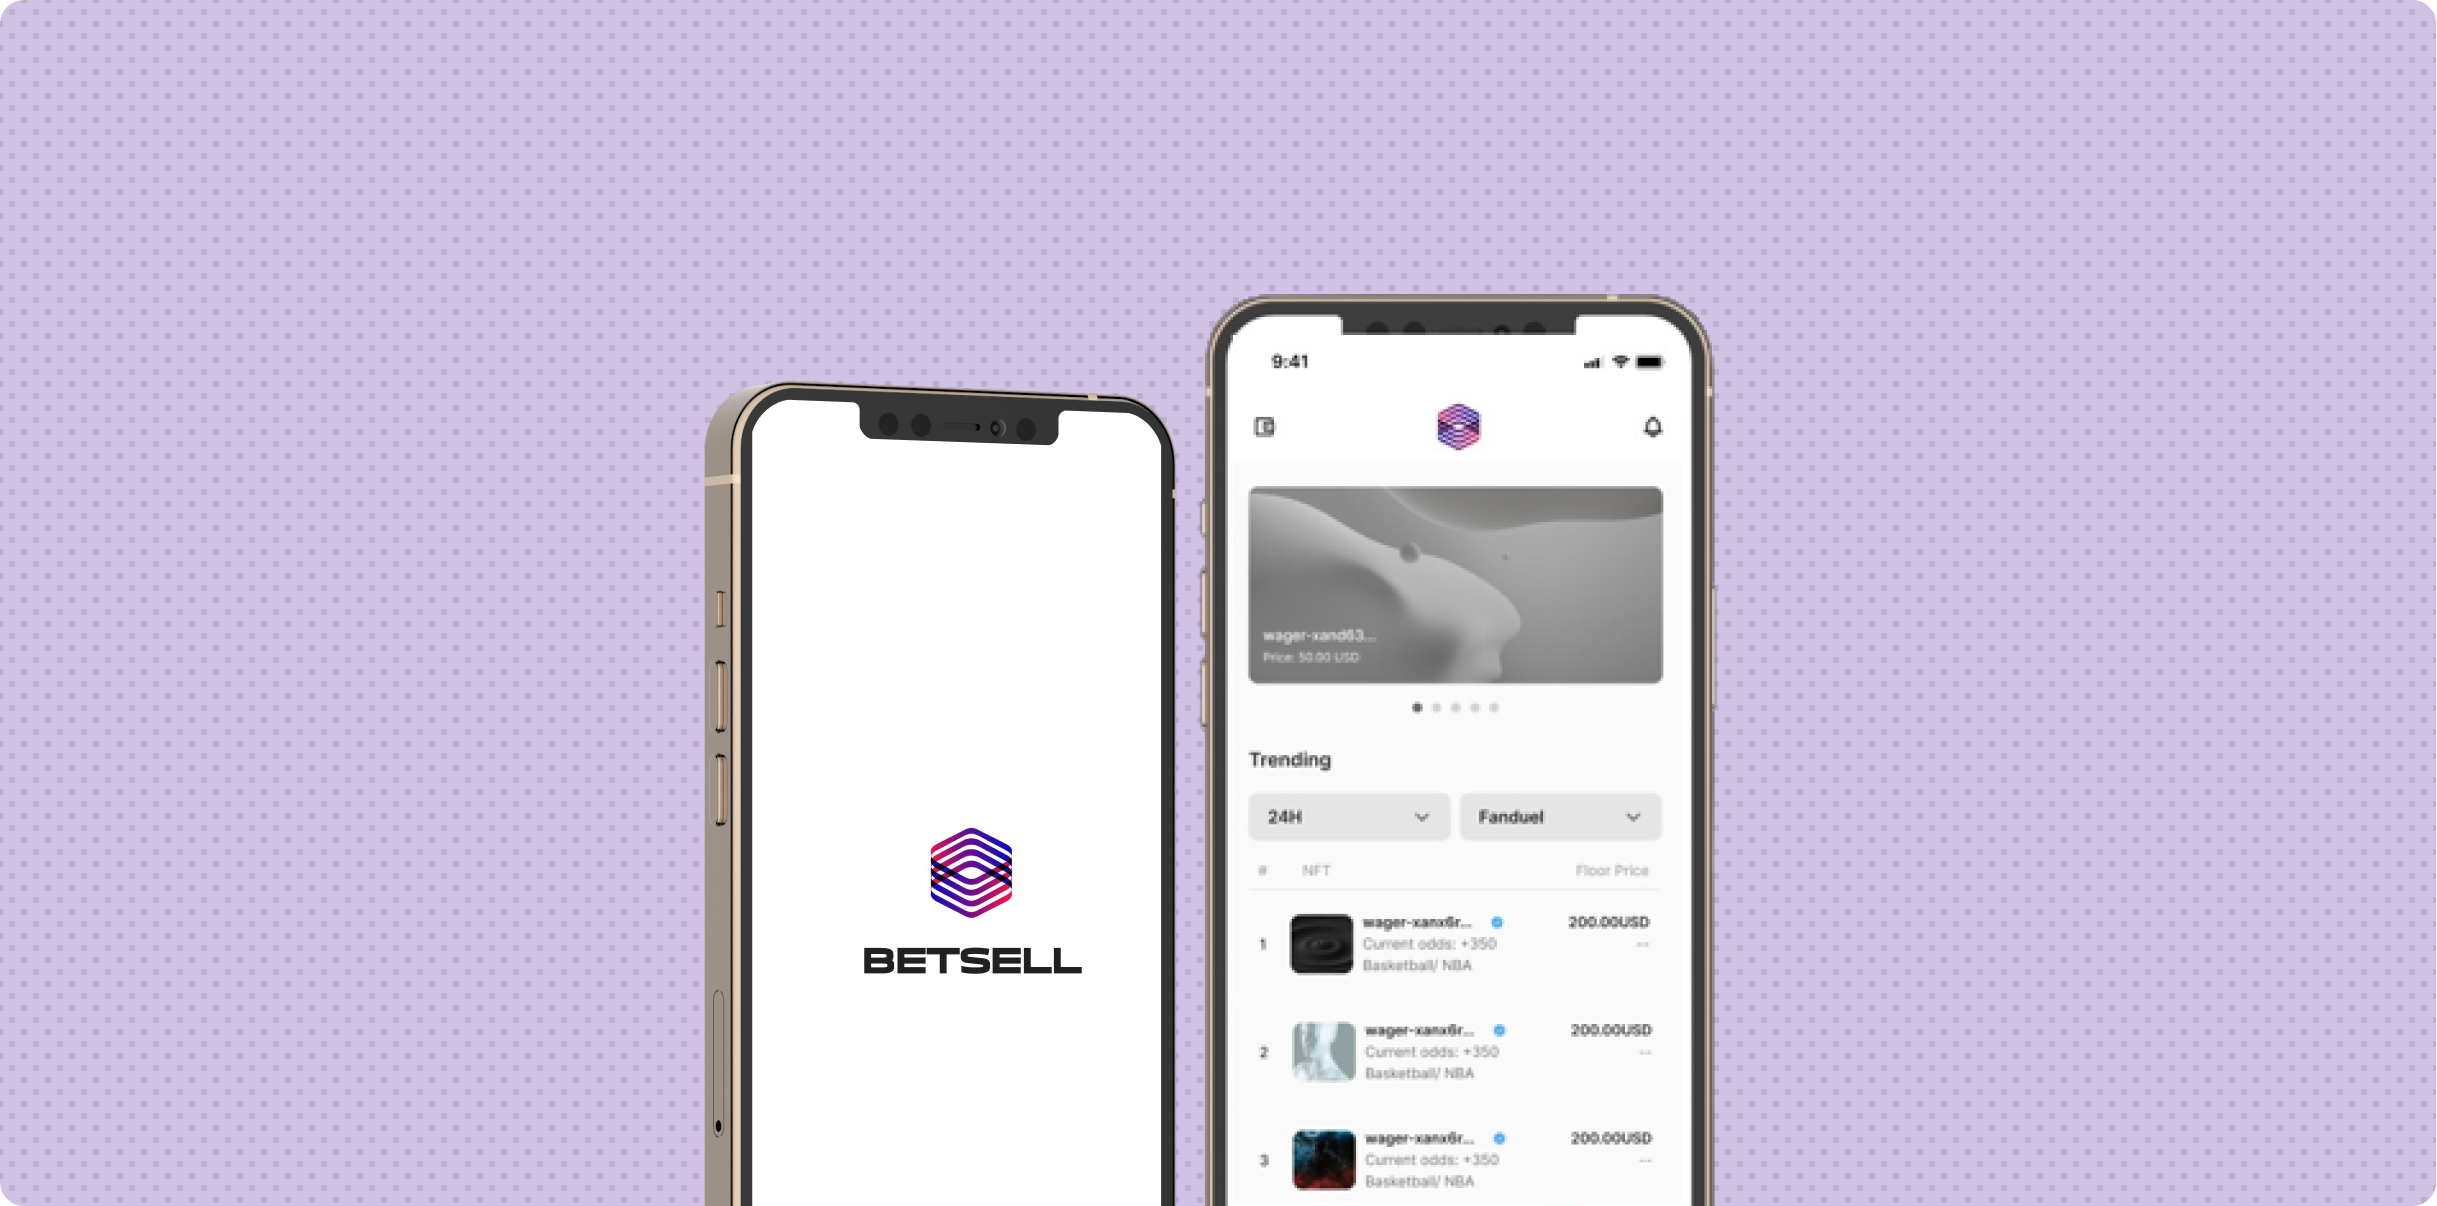 BETSELL
9:41
wager-xand63...
Price: 50.00 USD
Trending
24H
Fanduel
# NFT Floor Price
1
wager-xanx6r...
200.00USD
Current odds: +350
--
Basketball/ NBA
2
wager-xanx6r...
200.00USD
Current odds: +350
--
Basketball/ NBA
3
wager-xanx6r...
200.00USD
Current odds: +350
--
Basketball/ NBA